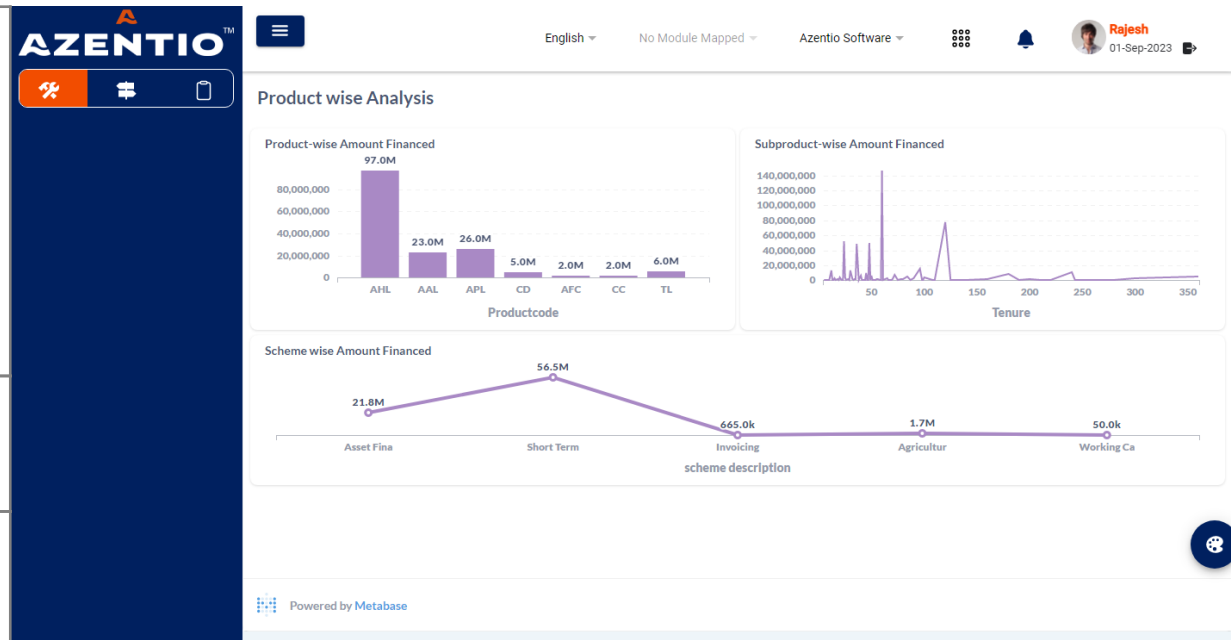 AZENTIO™
English
No Module Mapped
Azentio Software
Rajesh
01-Sep-2023
Product wise Analysis
Product-wise Amount Financed
97.0M
80,000,000
60,000,000
40,000,000
20,000,000
0
23.0M
26.0M
5.0M
2.0M
2.0M
6.0M
AHL AAL APL CD AFC CC TL
Productcode
Subproduct-wise Amount Financed
140,000,000
120,000,000
100,000,000
80,000,000
60,000,000
40,000,000
20,000,000
0
50 100 150 200 250 300 350
Tenure
Scheme wise Amount Financed
21.8M
56.5M
665.0k
1.7M
50.0k
Asset Fina Short Term Invoicing Agricultur Working Ca
scheme description
Powered by Metabase